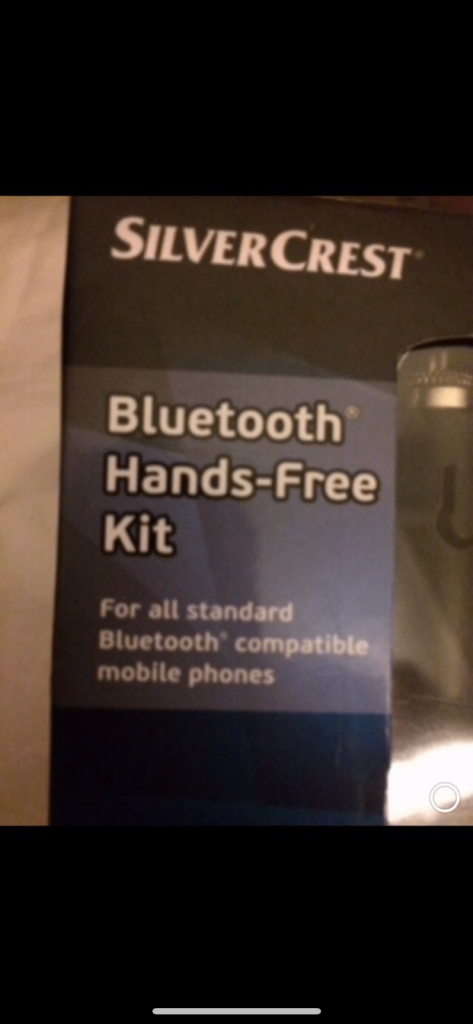 SILVERCREST®
Bluetooth®
Hands-Free
Kit
For all standard
Bluetooth® compatible
mobile phones